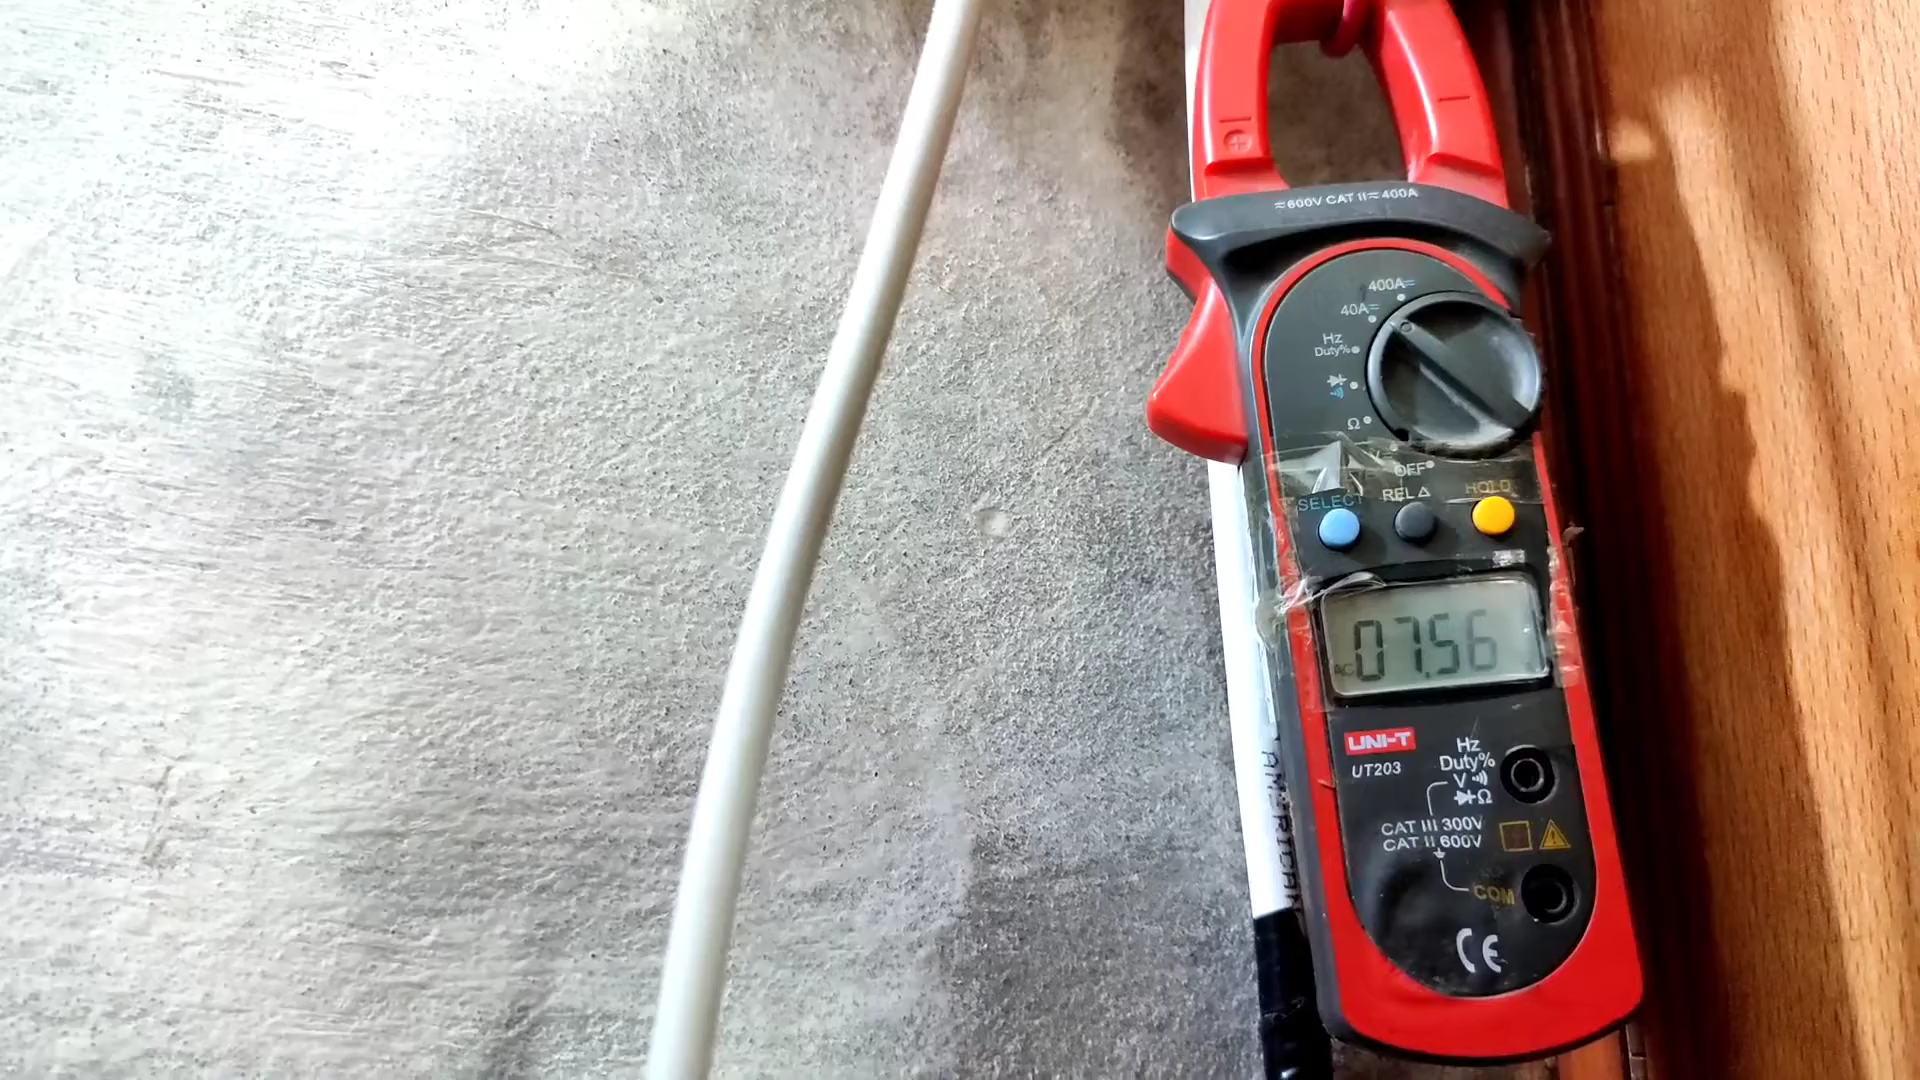 ≂600V CAT II ≂400A
400A≂
40A≂
Hz
Duty%
Ω
V≂
OFF
SELECT
REL △
HOLD
AC 07.56
UNI-T
UT203
Hz
Duty%
V
Ω
CAT III 300V
CAT II 600V
COM
CE